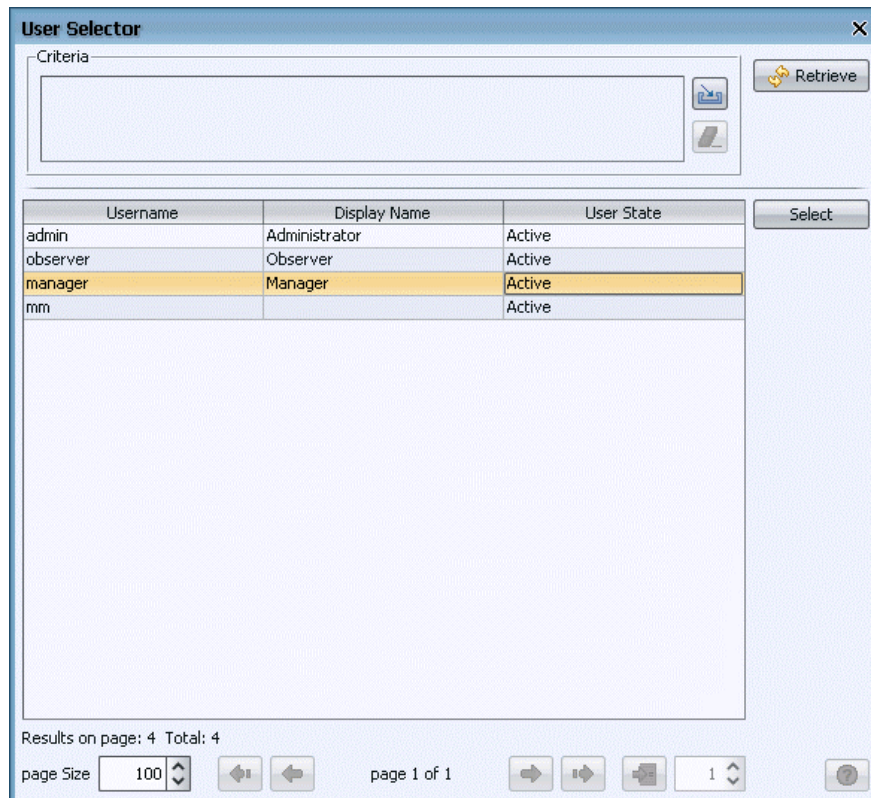 User Selector
Criteria
Retrieve
Username Display Name User State
Select
admin Administrator Active
observer Observer Active
manager Manager Active
mm Active
Results on page: 4 Total: 4
page Size 100 page 1 of 1 1